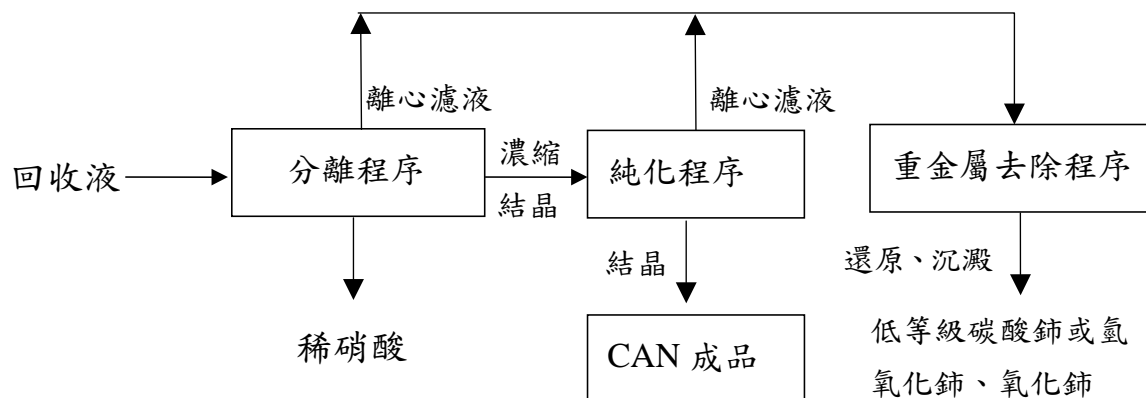 離心濾液
離心濾液
回收液
分離程序
濃缩
結晶
純化程序
重金屬去除程序
結晶
還原、沉澱
稀硝酸
CAN 成品
低等級碳酸鈰或氫
氧化鈰、氧化鈰